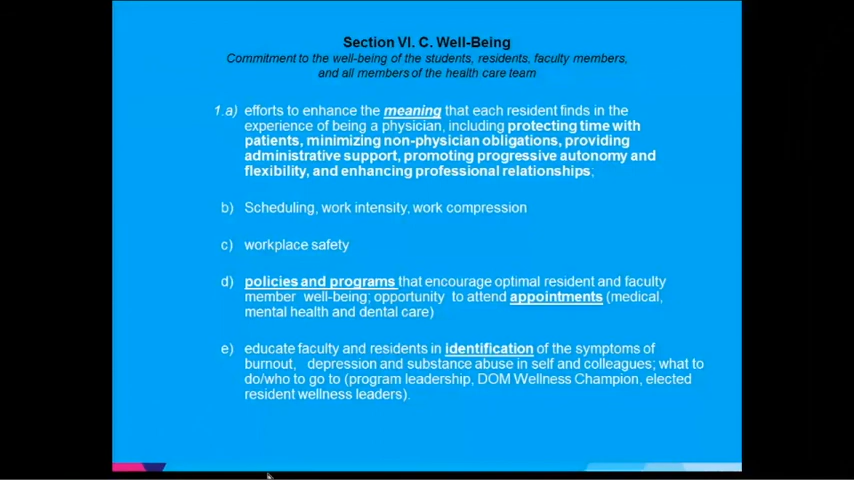 Section VI. C. Well-Being
Commitment to the well-being of the students, residents, faculty members,
and all members of the health care team
1.a) efforts to enhance the meaning that each resident finds in the
experience of being a physician, including protecting time with
patients, minimizing non-physician obligations, providing
administrative support, promoting progressive autonomy and
flexibility, and enhancing professional relationships;
b) Scheduling, work intensity, work compression
c) workplace safety
d) policies and programs that encourage optimal resident and faculty
member well-being; opportunity to attend appointments (medical,
mental health and dental care)
e) educate faculty and residents in identification of the symptoms of
burnout, depression and substance abuse in self and colleagues; what to
do/who to go to (program leadership, DOM Wellness Champion, elected
resident wellness leaders).